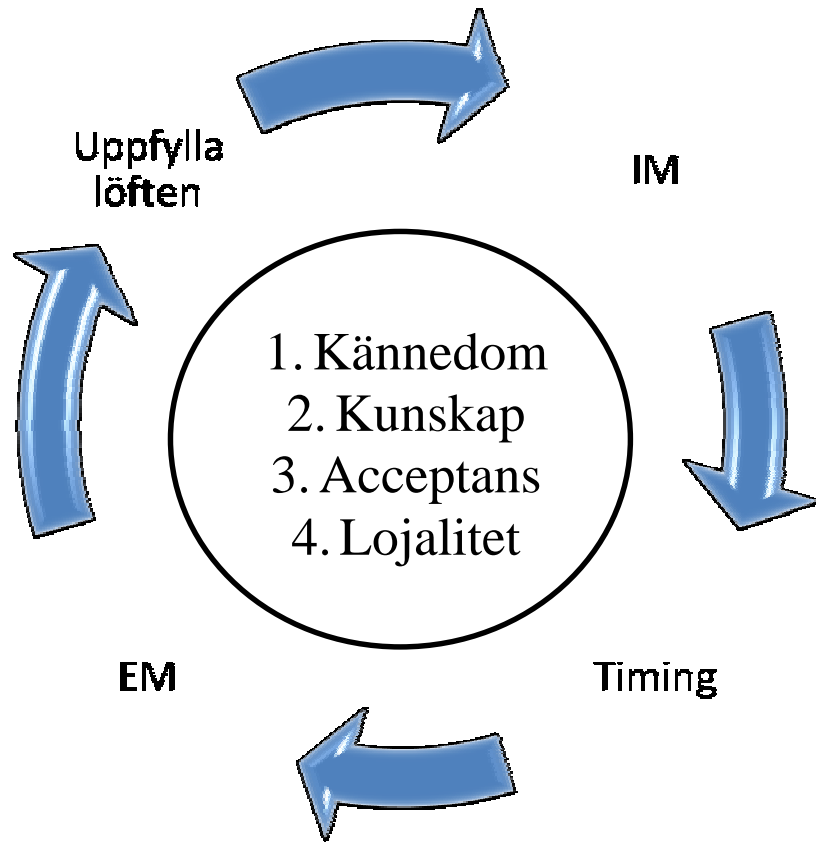 Uppfylla
löften
IM
1. Kännedom
2. Kunskap
3. Acceptans
4. Lojalitet
EM
Timing